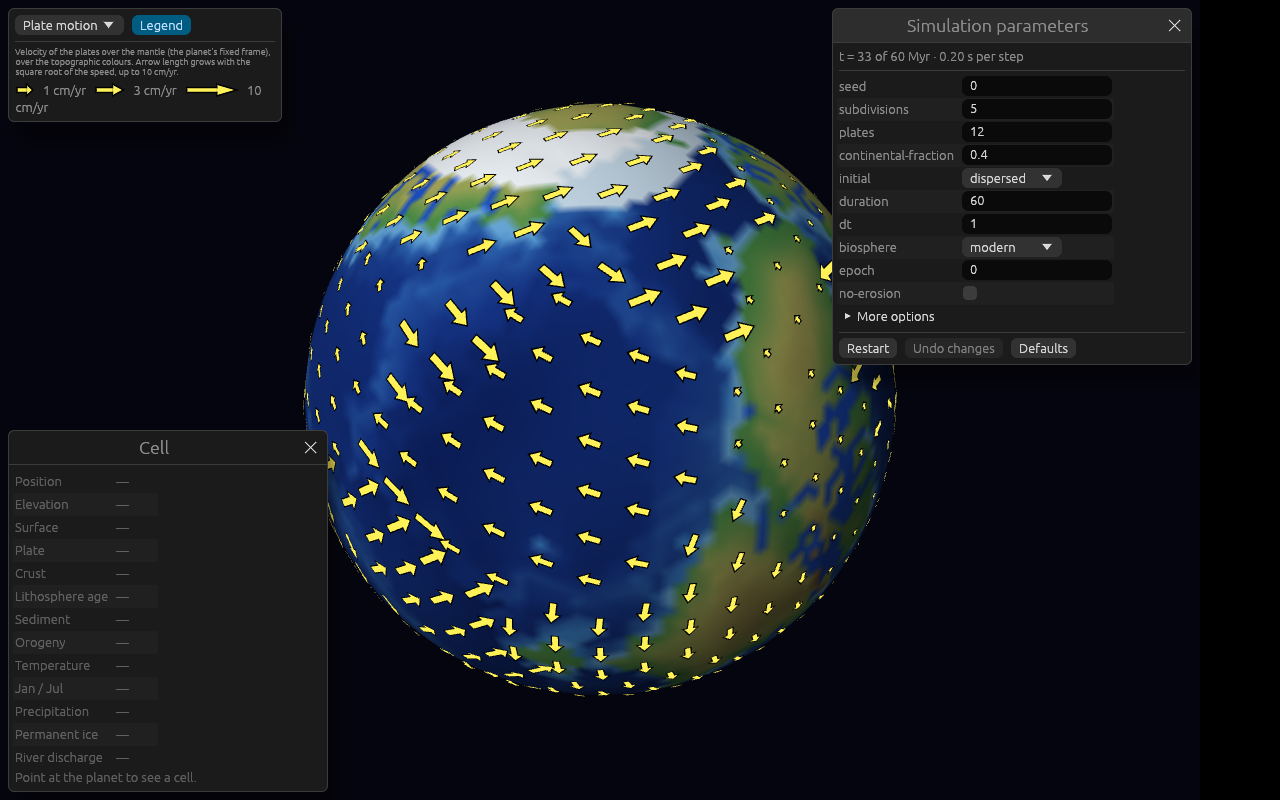 Plate motion
Legend
Velocity of the plates over the mantle (the planet's fixed frame),
over the topographic colours. Arrow length grows with the
square root of the speed, up to 10 cm/yr.
1 cm/yr 3 cm/yr 10
cm/yr
Simulation parameters
t = 33 of 60 Myr · 0.20 s per step
seed 0
subdivisions 5
plates 12
continental-fraction 0.4
initial dispersed
duration 60
dt 1
biosphere modern
epoch 0
no-erosion
More options
Restart Undo changes Defaults
Cell
Position —
Elevation —
Surface —
Plate —
Crust —
Lithosphere age —
Sediment —
Orogeny —
Temperature —
Jan / Jul —
Precipitation —
Permanent ice —
River discharge —
Point at the planet to see a cell.